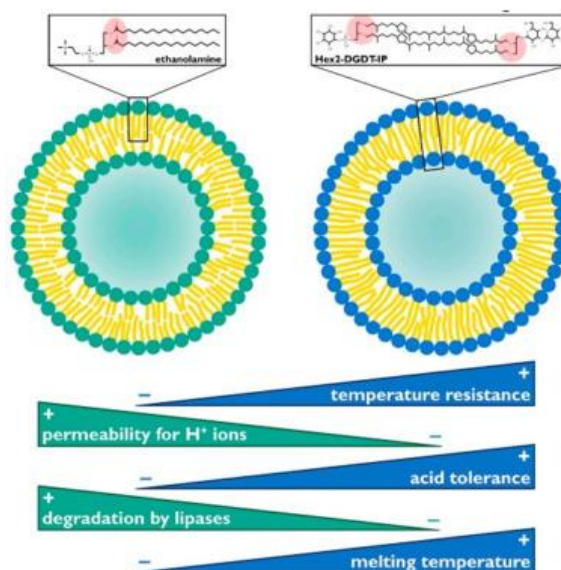 ethanolamine
Hex2-DGDT-IP
−
+
temperature resistance
+
permeability for H⁺ ions
−
−
+
acid tolerance
+
degradation by lipases
−
−
+
melting temperature